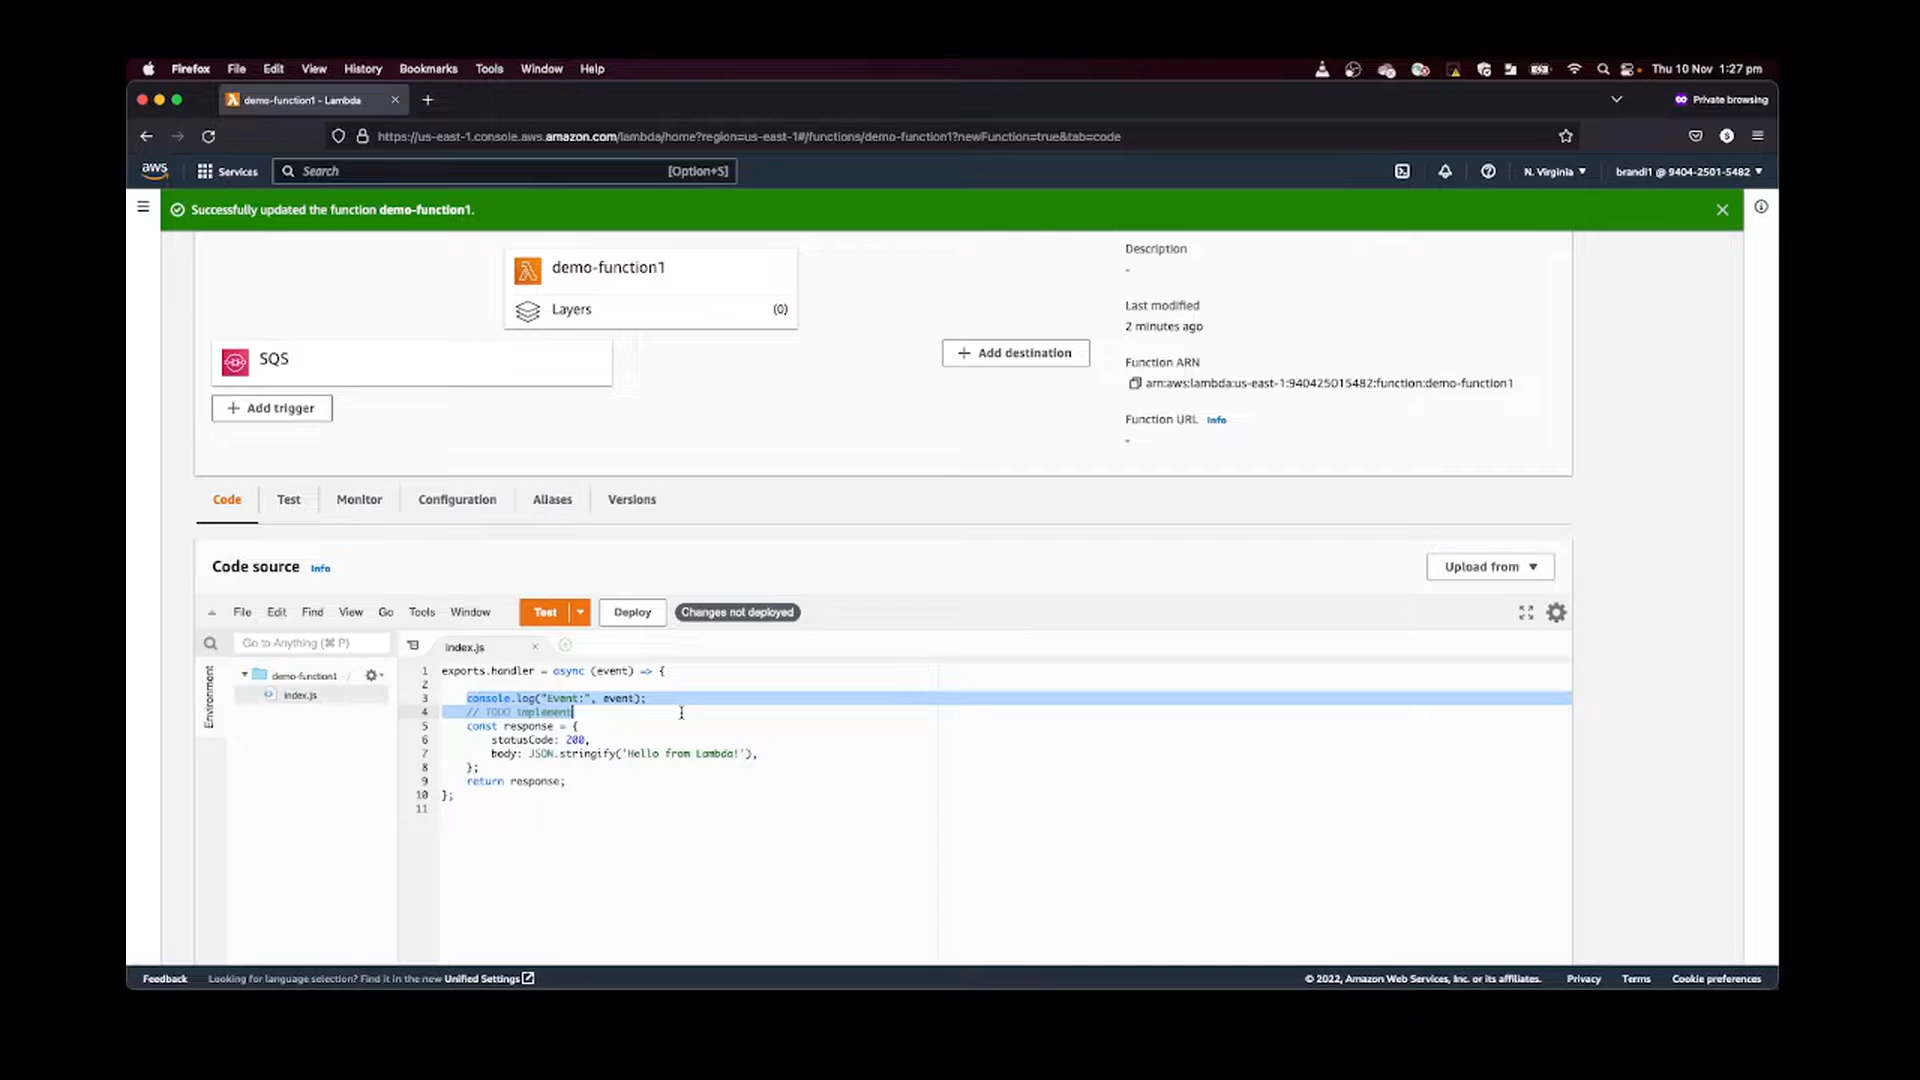 Firefox File Edit View History Bookmarks Tools Window Help Thu 10 Nov 1:27 pm
demo-function1 - Lambda Private browsing
https://us-east-1.console.aws.amazon.com/lambda/home?region=us-east-1#/functions/demo-function1?newFunction=true&tab=code
aws Services Search [Option+S] N. Virginia brandi1 @ 9404-2501-5482
Successfully updated the function demo-function1.
Description
-
demo-function1
Layers (0)
Last modified
2 minutes ago
SQS
Add destination
Function ARN
arn:aws:lambda:us-east-1:940425015482:function:demo-function1
Add trigger
Function URL Info
-
Code Test Monitor Configuration Aliases Versions
Code source Info Upload from
File Edit Find View Go Tools Window Test Deploy Changes not deployed
Go to Anything (⌘ P) index.js
Environment
demo-function1 - /
index.js
1 exports.handler = async (event) => {
2
3 console.log("Event:", event);
4 // TODO implement
5 const response = {
6 statusCode: 200,
7 body: JSON.stringify('Hello from Lambda!'),
8 };
9 return response;
10 };
11
Feedback Looking for language selection? Find it in the new Unified Settings © 2022, Amazon Web Services, Inc. or its affiliates. Privacy Terms Cookie preferences